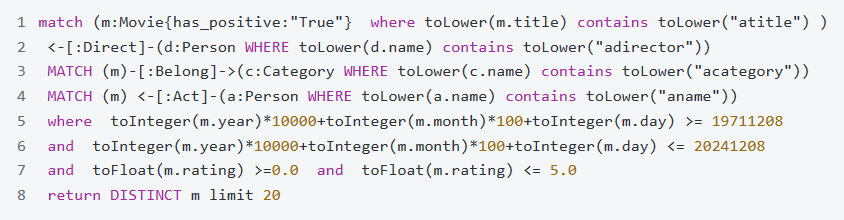 1 match (m:Movie{has_positive:"True"} where toLower(m.title) contains toLower("atitle") )
2 <-[:Direct]-(d:Person WHERE toLower(d.name) contains toLower("adirector"))
3 MATCH (m)-[:Belong]->(c:Category WHERE toLower(c.name) contains toLower("acategory"))
4 MATCH (m) <-[:Act]-(a:Person WHERE toLower(a.name) contains toLower("aname"))
5 where toInteger(m.year)*10000+toInteger(m.month)*100+toInteger(m.day) >= 19711208
6 and toInteger(m.year)*10000+toInteger(m.month)*100+toInteger(m.day) <= 20241208
7 and toFloat(m.rating) >=0.0 and toFloat(m.rating) <= 5.0
8 return DISTINCT m limit 20